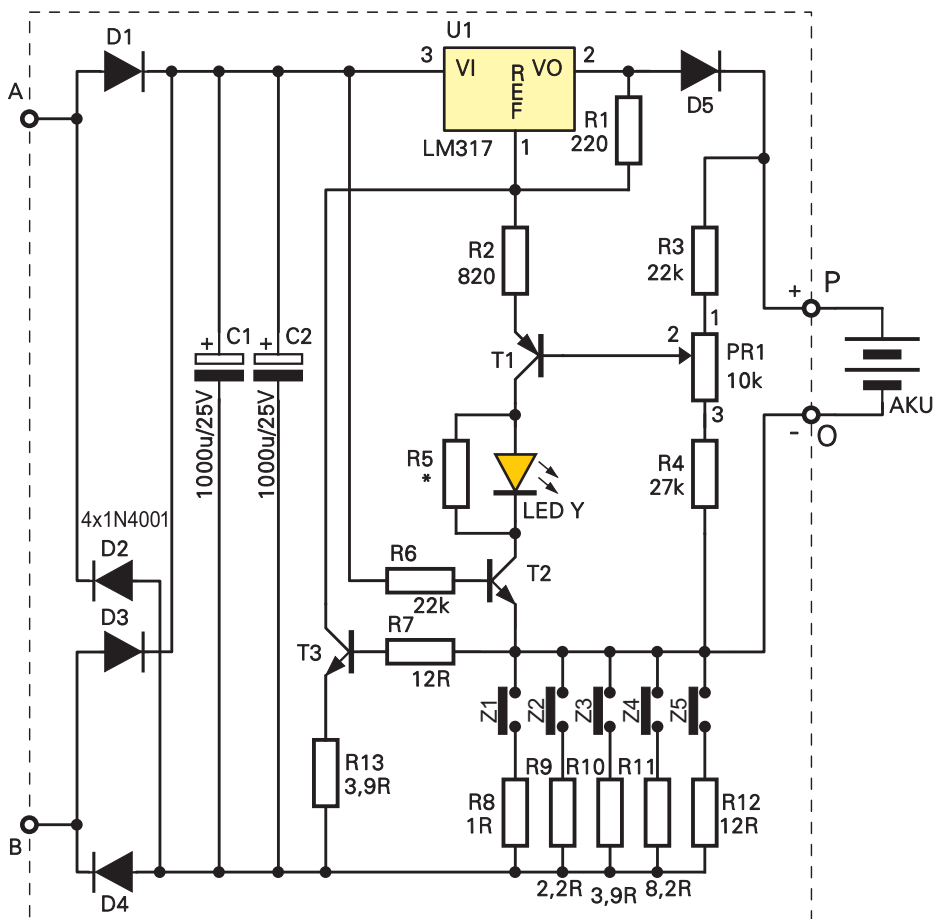 D1
U1
3
VI
REF
VO
2
A
D5
R1
220
LM317
1
R2
820
R3
22k
+
P
1
2
T1
PR1
10k
+
C1
+
C2
1000u/25V
1000u/25V
3
AKU
-
O
R5
*
R4
27k
LED Y
4x1N4001
D2
R6
22k
T2
D3
R7
12R
T3
Z1
Z2
Z3
Z4
Z5
R13
3,9R
R9
R10
R11
R8
1R
R12
12R
B
D4
2,2R
3,9R
8,2R